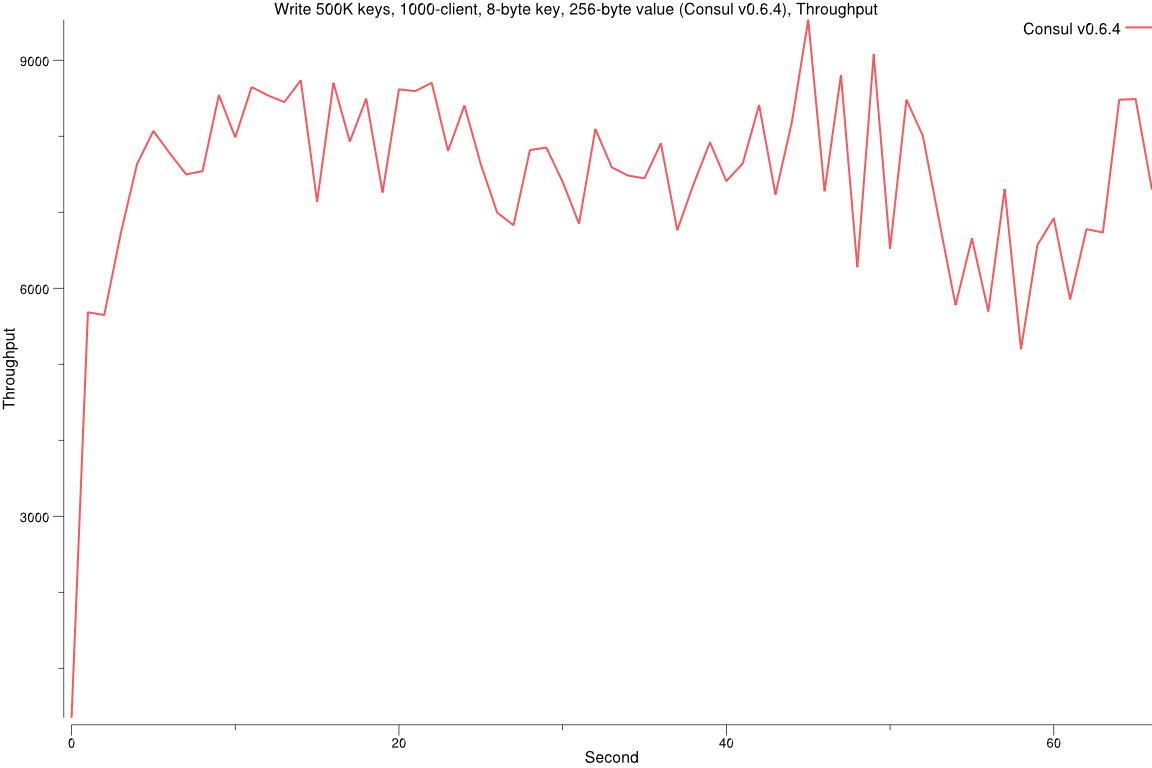 Write 500K keys, 1000-client, 8-byte key, 256-byte value (Consul v0.6.4), Throughput
Consul v0.6.4
9000
6000
3000
Throughput
0 20 40 60
Second